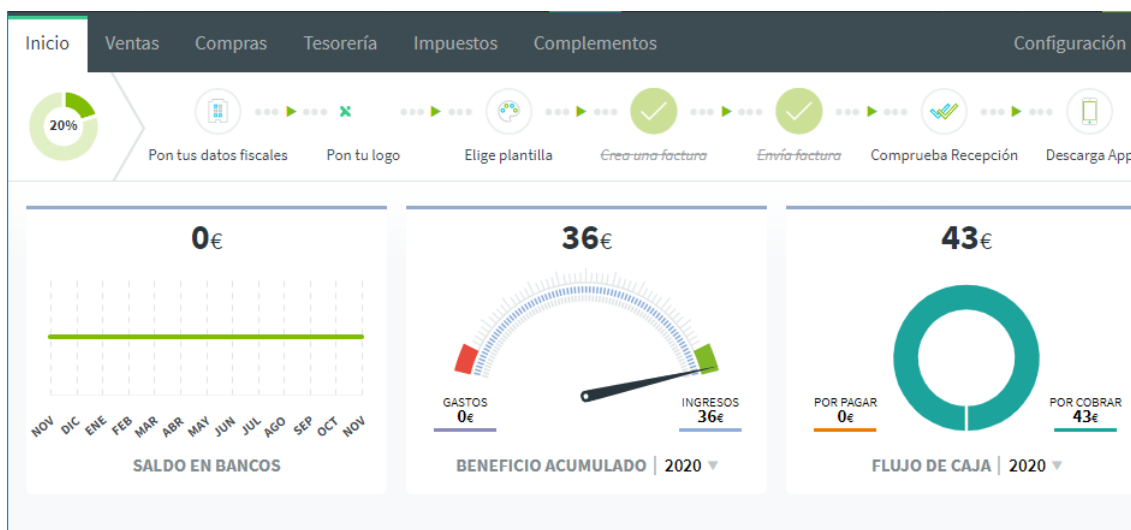 Inicio Ventas Compras Tesorería Impuestos Complementos Configuración
20%
Pon tus datos fiscales Pon tu logo Elige plantilla Crea una factura Envía factura Comprueba Recepción Descarga App
0€
NOV DIC ENE FEB MAR ABR MAY JUN JUL AGO SEP OCT NOV
SALDO EN BANCOS
36€
GASTOS INGRESOS
0€ 36€
BENEFICIO ACUMULADO | 2020
43€
POR PAGAR POR COBRAR
0€ 43€
FLUJO DE CAJA | 2020